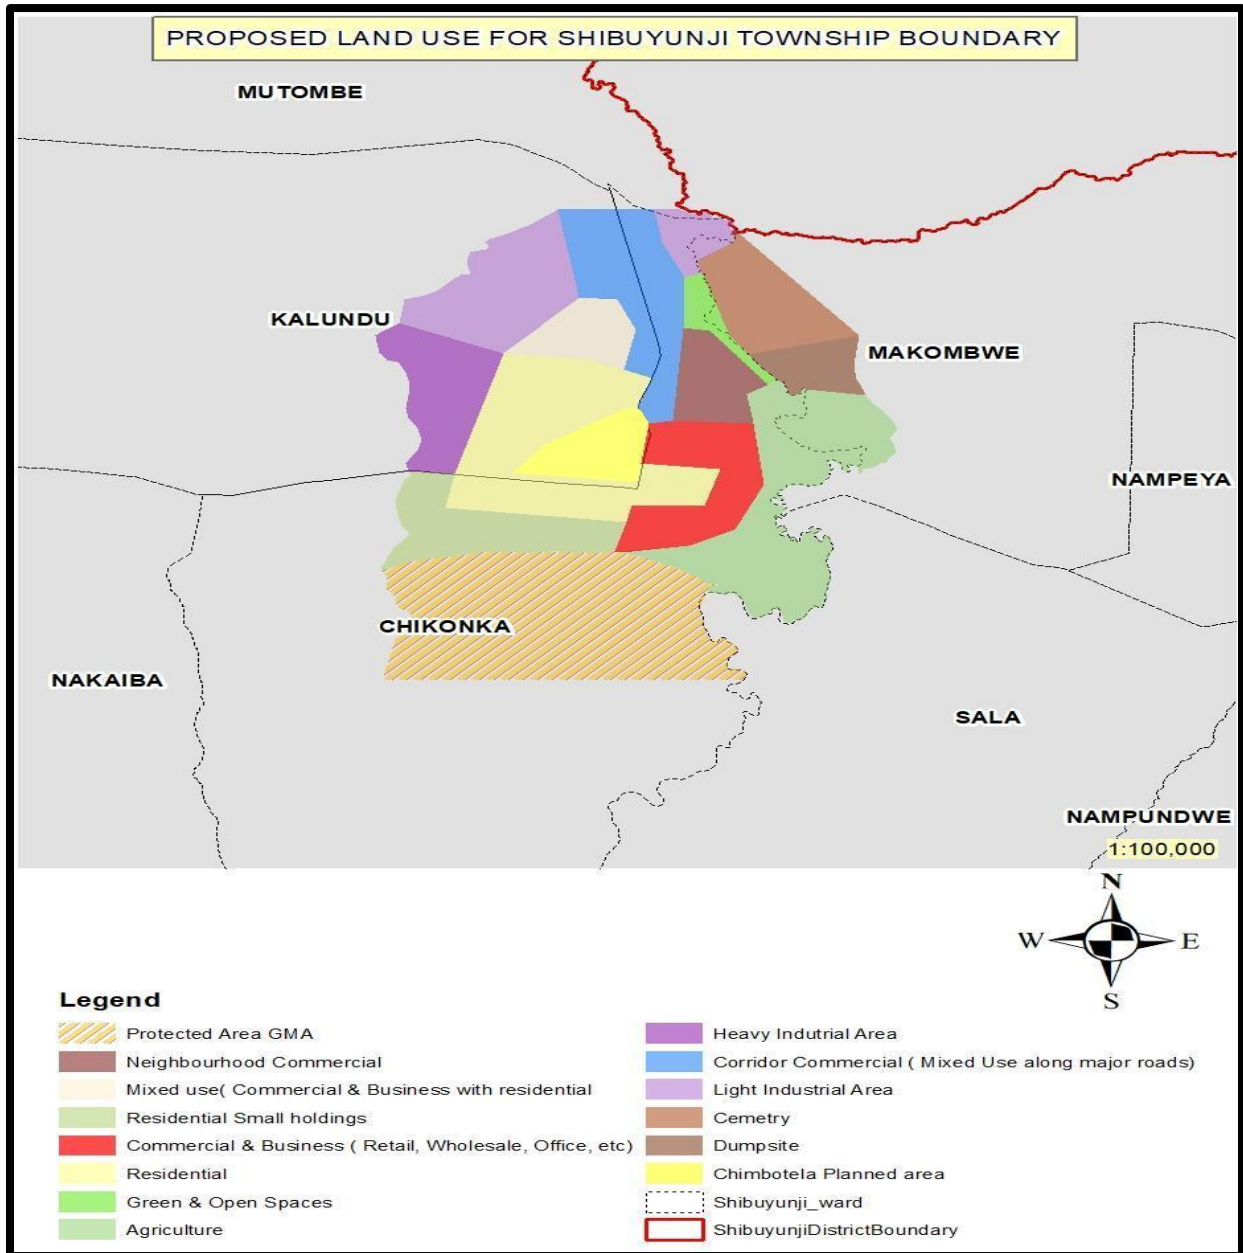 PROPOSED LAND USE FOR SHIBUYUNJI TOWNSHIP BOUNDARY
MUTOMBE
KALUNDU
MAKOMBWE
NAMPEYA
CHIKONKA
NAKAIBA
SALA
NAMPUNDWE
1:100,000
N
W
E
S
Legend
Protected Area GMA
Neighbourhood Commercial
Mixed use( Commercial & Business with residential
Residential Small holdings
Commercial & Business ( Retail, Wholesale, Office, etc)
Residential
Green & Open Spaces
Agriculture
Heavy Indutrial Area
Corridor Commercial ( Mixed Use along major roads)
Light Industrial Area
Cemetry
Dumpsite
Chimbotela Planned area
Shibuyunji_ward
ShibuyunjiDistrictBoundary